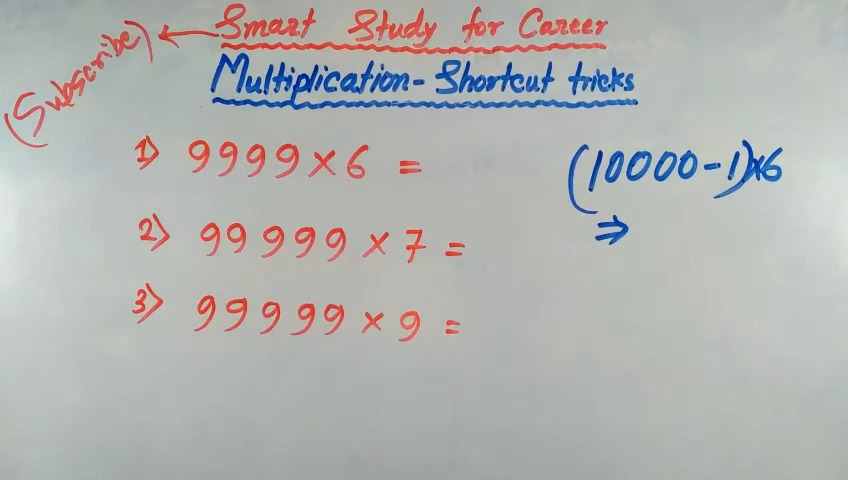 Smart Study for Career
(Subscribe) ←
Multiplication - Shortcut tricks
1) 9999 × 6 =
(10000 - 1)×6
2) 99999 × 7 =
⇒
3) 99999 × 9 =